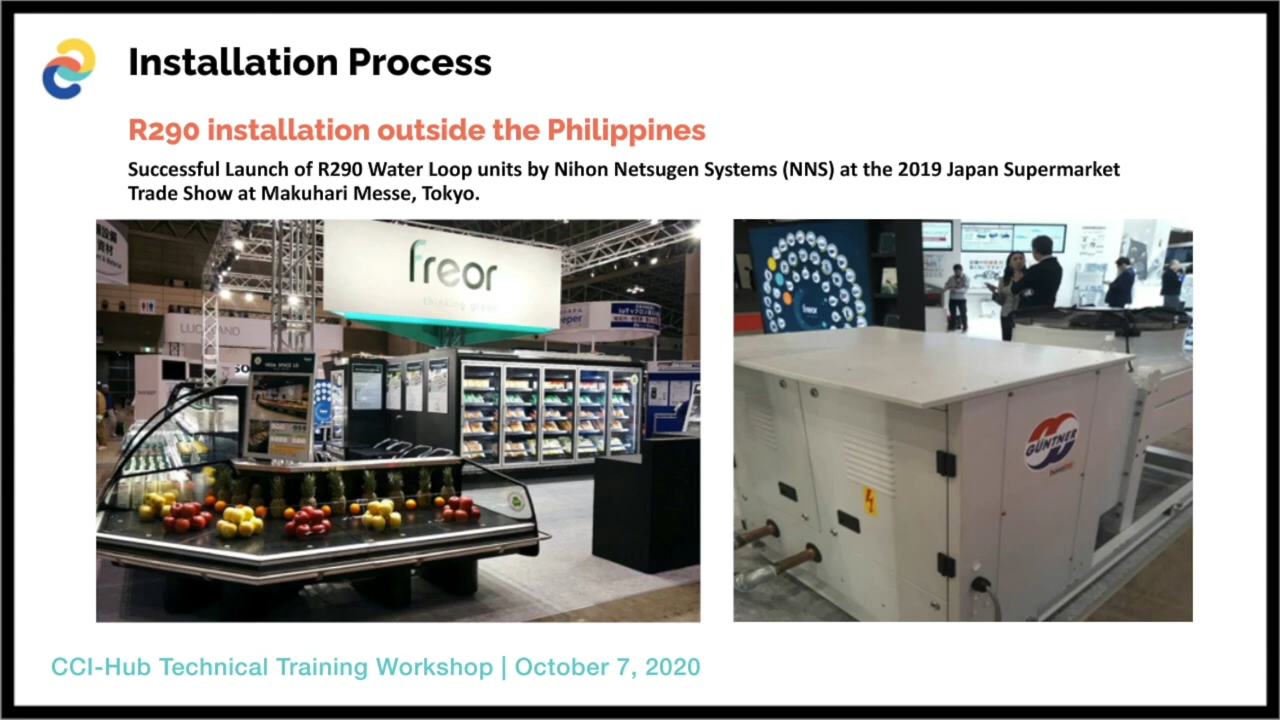 Installation Process
R290 installation outside the Philippines
Successful Launch of R290 Water Loop units by Nihon Netsugen Systems (NNS) at the 2019 Japan Supermarket
Trade Show at Makuhari Messe, Tokyo.
freor
thinking green
GÜNTNER
CCI-Hub Technical Training Workshop | October 7, 2020